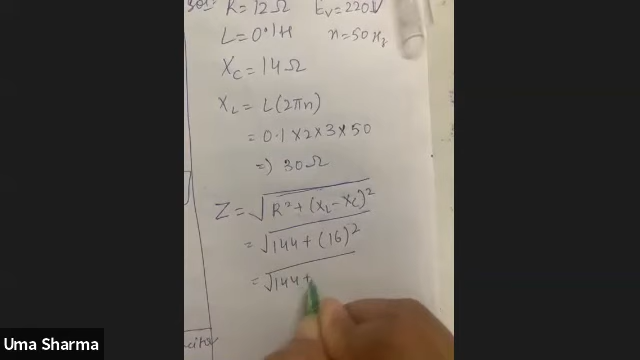 Sol: R = 12Ω Ev = 220V
L = 0.1H n = 50 Hz
Xc = 14Ω
XL = L(2πn)
= 0.1 × 2 × 3 × 50
=) 30Ω
Z = √R² + (XL - Xc)²
= √144 + (16)²
= √144 +
Uma Sharma